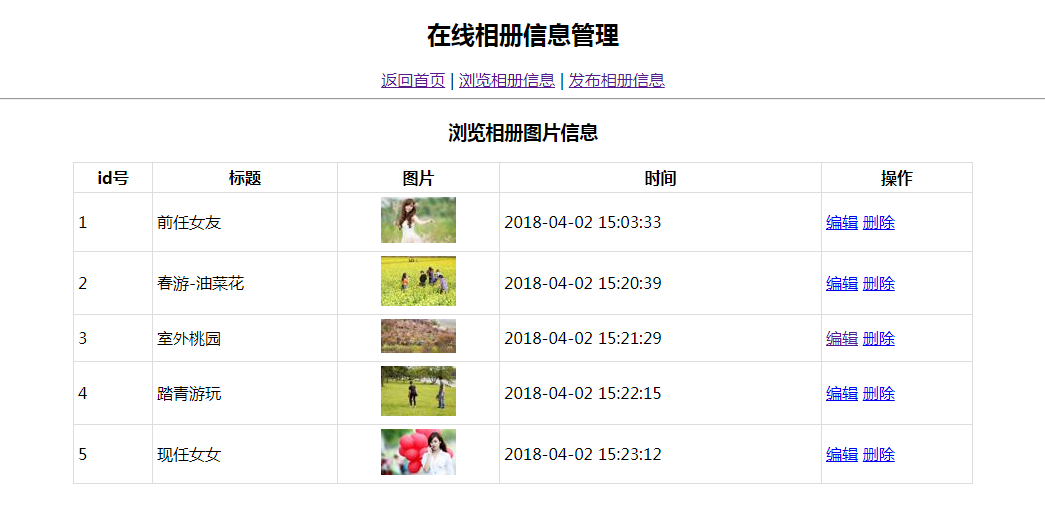 在线相册信息管理
返回首页 | 浏览相册信息 | 发布相册信息
浏览相册图片信息
id号 标题 图片 时间 操作
1 前任女友 2018-04-02 15:03:33 编辑 删除
2 春游-油菜花 2018-04-02 15:20:39 编辑 删除
3 室外桃园 2018-04-02 15:21:29 编辑 删除
4 踏青游玩 2018-04-02 15:22:15 编辑 删除
5 现任女女 2018-04-02 15:23:12 编辑 删除